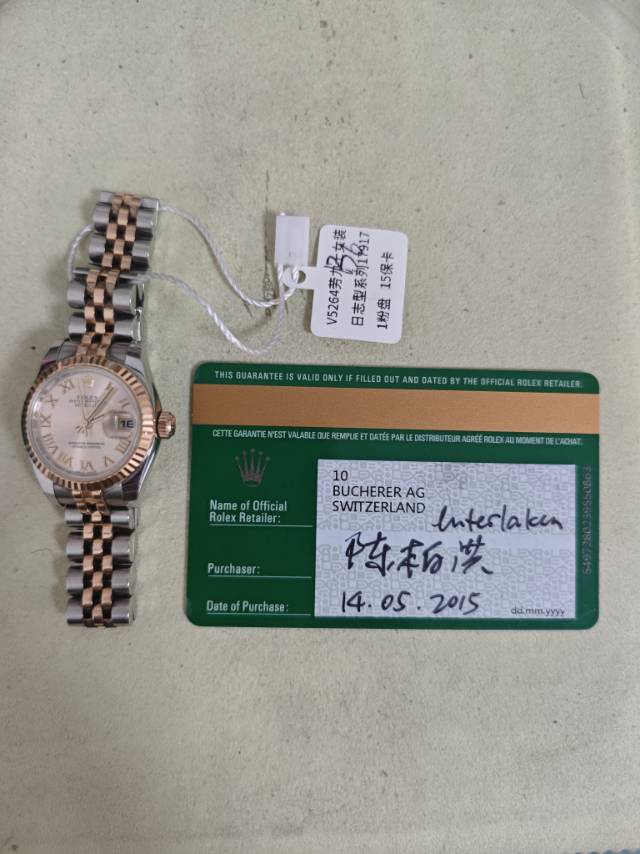 V5264劳力士女装
日志型系列17917
1粉盘 15保卡
THIS GUARANTEE IS VALID ONLY IF FILLED OUT AND DATED BY THE OFFICIAL ROLEX RETAILER.
CETTE GARANTIE N'EST VALABLE QUE REMPLIE ET DATÉE PAR LE DISTRIBUTEUR AGRÉÉ ROLEX AU MOMENT DE L'ACHAT.
10
BUCHERER AG
SWITZERLAND
Interlaken
Name of Official
Rolex Retailer:
Purchaser:
陈柏洪
Date of Purchase:
14.05.2015
dd.mm.yyyy